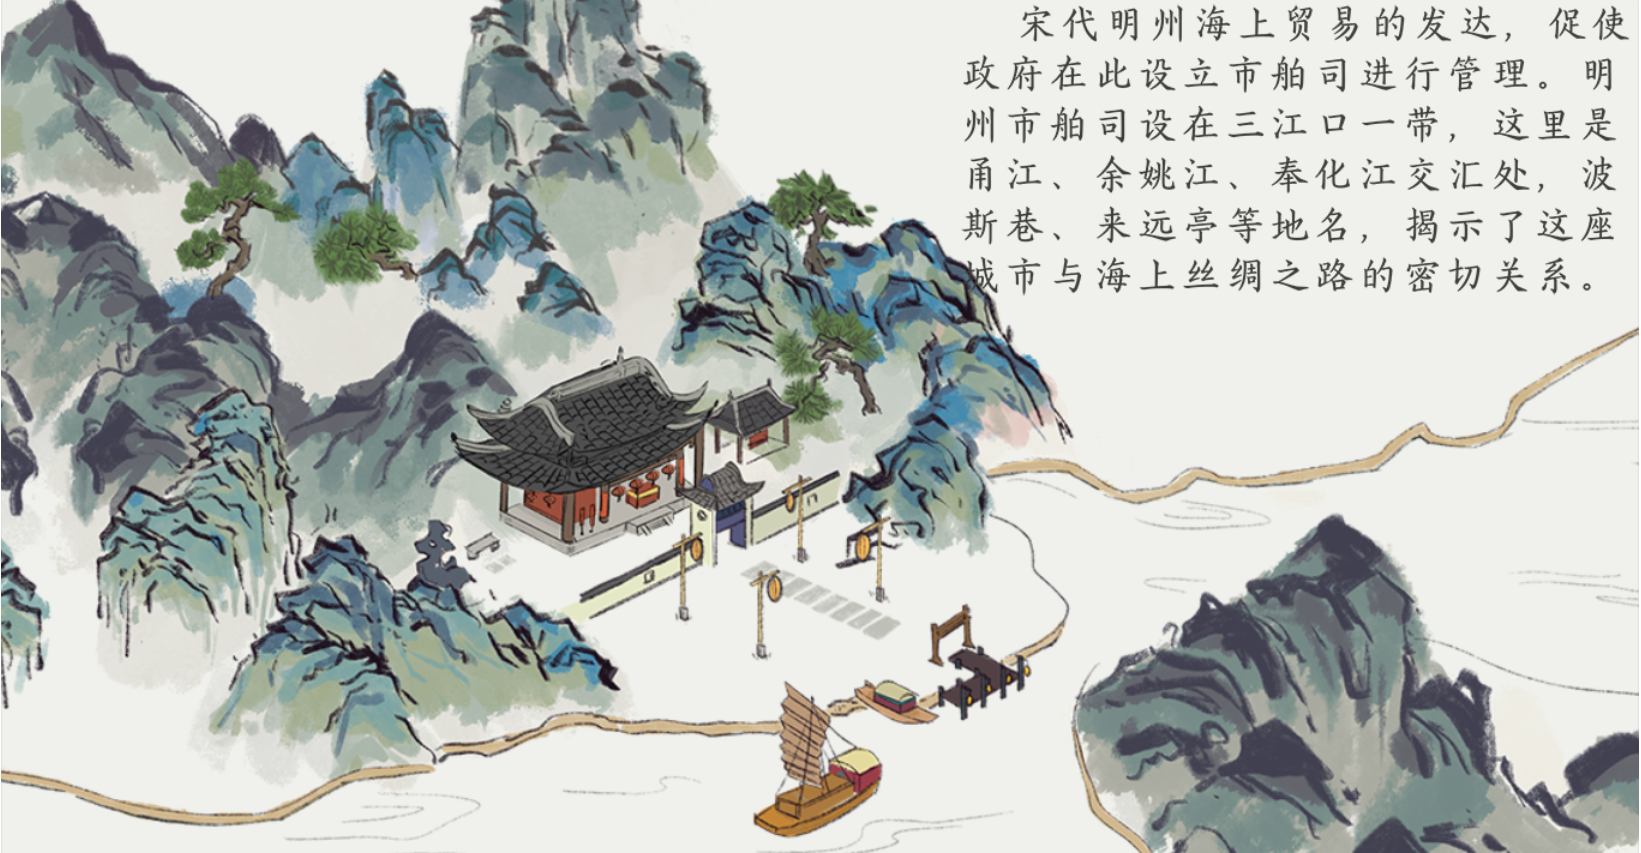 宋代明州海上贸易的发达，促使
政府在此设立市舶司进行管理。明
州市舶司设在三江口一带，这里是
甬江、余姚江、奉化江交汇处，波
斯巷、来远亭等地名，揭示了这座
城市与海上丝绸之路的密切关系。